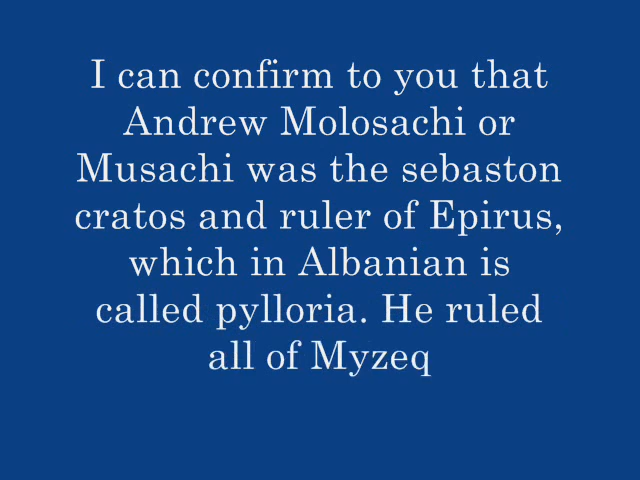 I can confirm to you that
Andrew Molosachi or
Musachi was the sebaston
cratos and ruler of Epirus,
which in Albanian is
called pylloria. He ruled
all of Myzeq